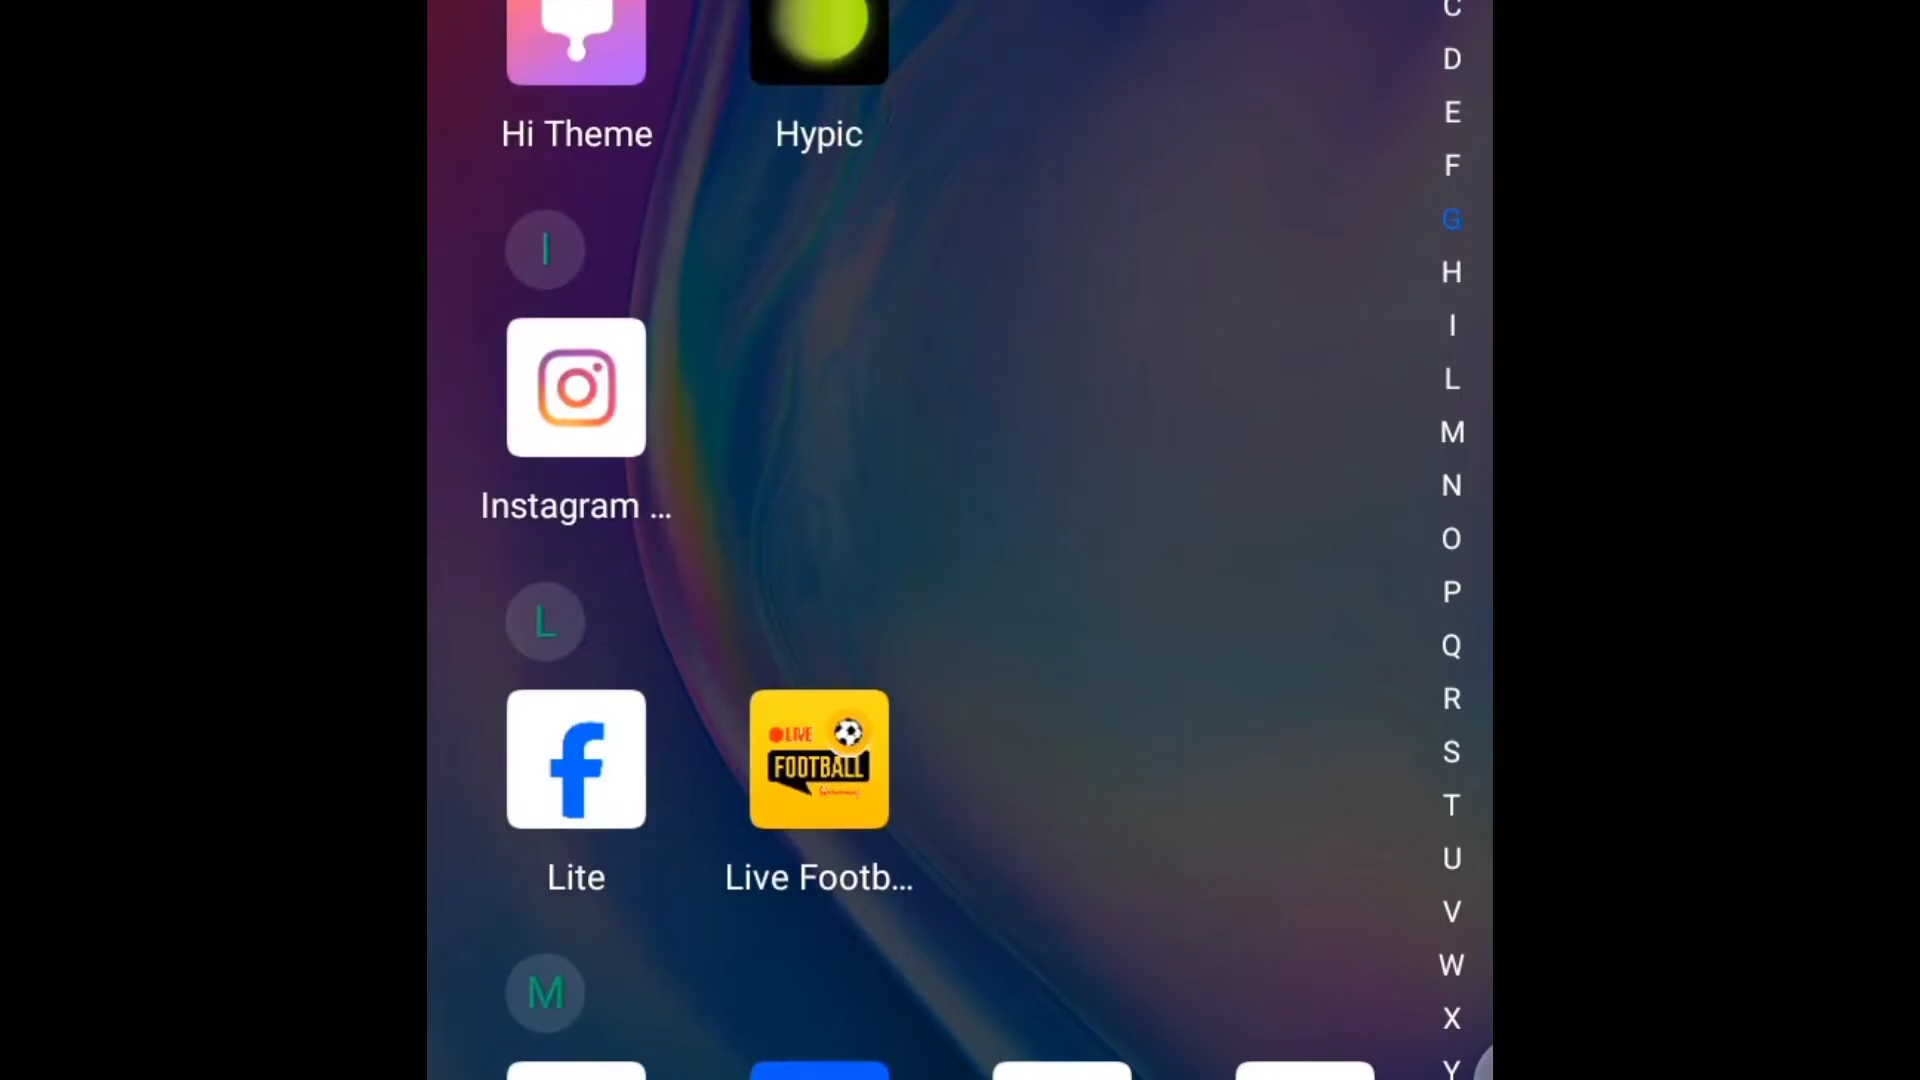 Hi Theme
Hypic
I
Instagram ...
L
LIVE
FOOTBALL
Lite
Live Footb...
M
C
D
E
F
G
H
I
L
M
N
O
P
Q
R
S
T
U
V
W
X
Y